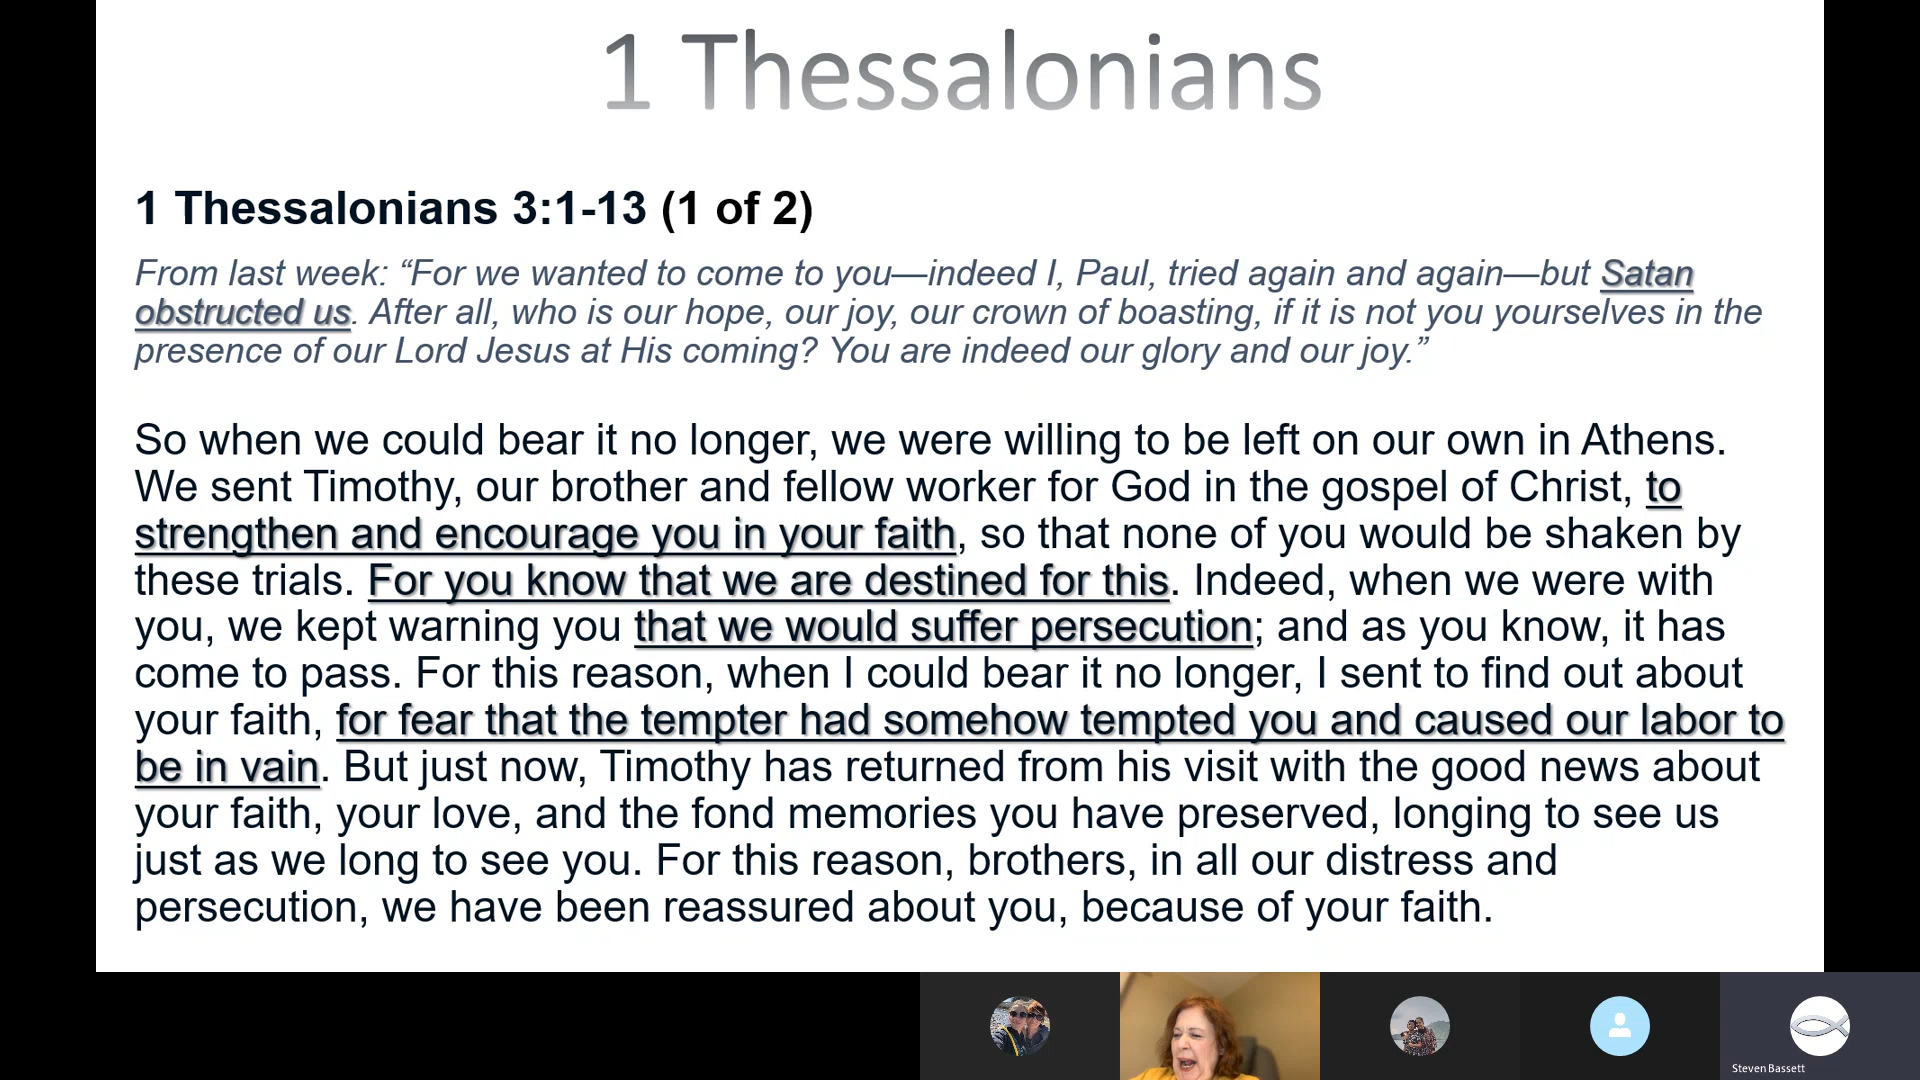 1 Thessalonians
1 Thessalonians 3:1-13 (1 of 2)
From last week: “For we wanted to come to you—indeed I, Paul, tried again and again—but Satan
obstructed us. After all, who is our hope, our joy, our crown of boasting, if it is not you yourselves in the
presence of our Lord Jesus at His coming? You are indeed our glory and our joy.”
So when we could bear it no longer, we were willing to be left on our own in Athens.
We sent Timothy, our brother and fellow worker for God in the gospel of Christ, to
strengthen and encourage you in your faith, so that none of you would be shaken by
these trials. For you know that we are destined for this. Indeed, when we were with
you, we kept warning you that we would suffer persecution; and as you know, it has
come to pass. For this reason, when I could bear it no longer, I sent to find out about
your faith, for fear that the tempter had somehow tempted you and caused our labor to
be in vain. But just now, Timothy has returned from his visit with the good news about
your faith, your love, and the fond memories you have preserved, longing to see us
just as we long to see you. For this reason, brothers, in all our distress and
persecution, we have been reassured about you, because of your faith.
Steven Bassett